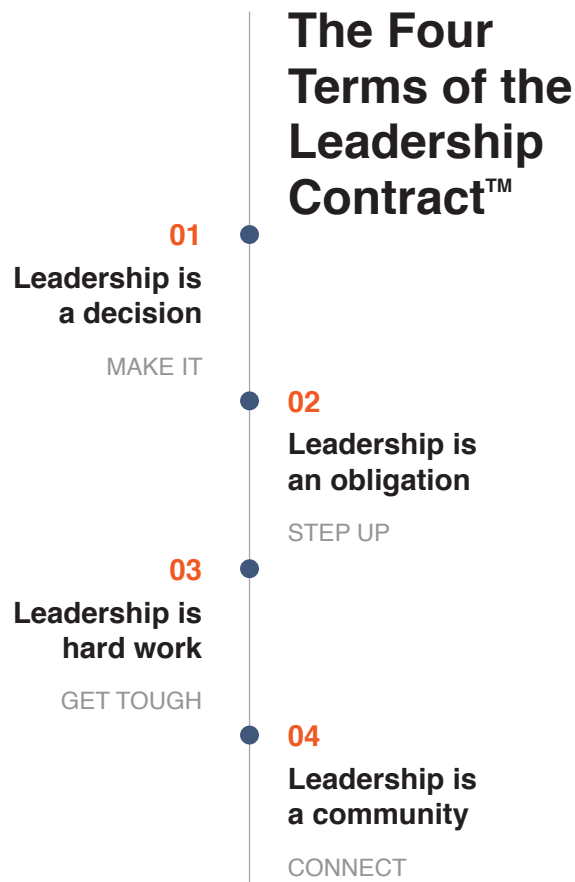 The Four
Terms of the
Leadership
Contract™
01
Leadership is
a decision
MAKE IT
02
Leadership is
an obligation
STEP UP
03
Leadership is
hard work
GET TOUGH
04
Leadership is
a community
CONNECT